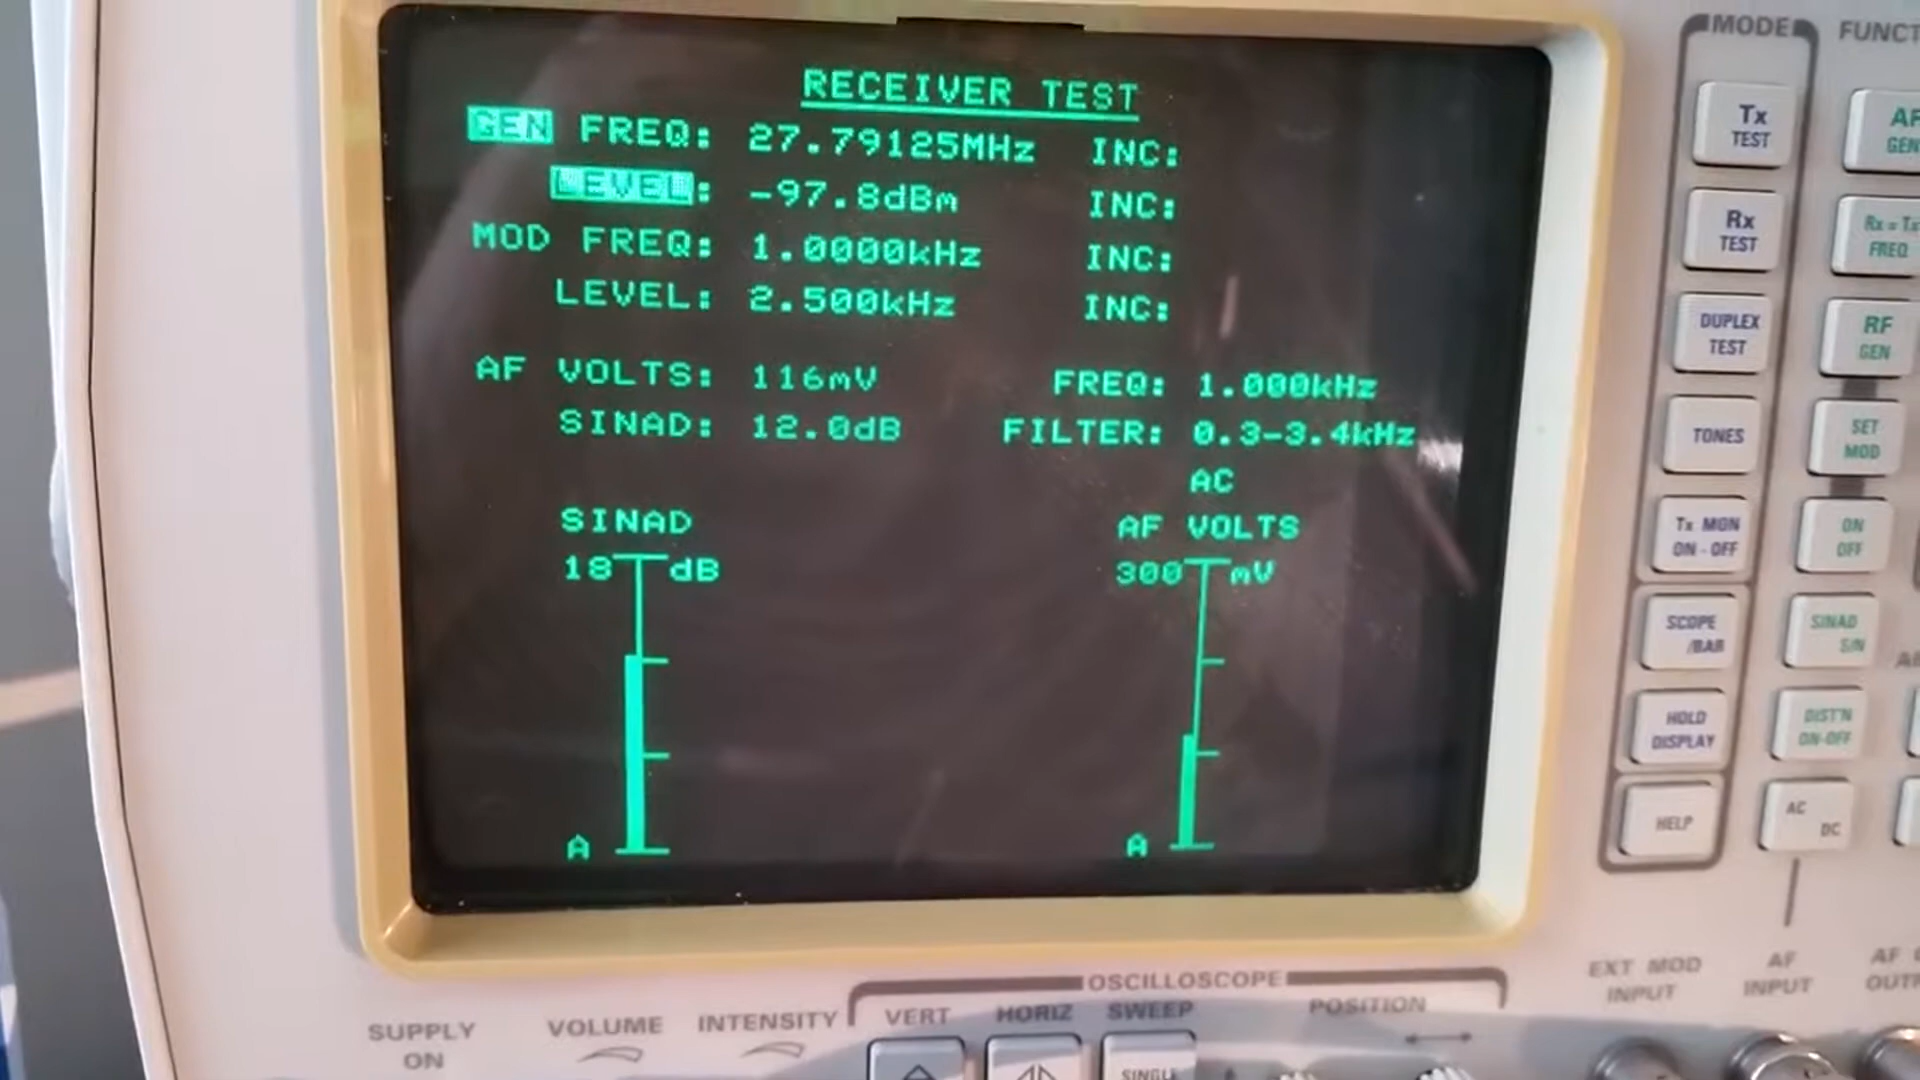 RECEIVER TEST
GEN FREQ: 27.79125MHz INC:
LEVEL: -97.8dBm INC:
MOD FREQ: 1.0000kHz INC:
LEVEL: 2.500kHz INC:
AF VOLTS: 116mV FREQ: 1.000kHz
SINAD: 12.0dB FILTER: 0.3-3.4kHz
AC
SINAD
18 dB
A
AF VOLTS
300 mV
A
MODE
Tx
TEST
Rx
TEST
DUPLEX
TEST
TONES
Tx MON
ON-OFF
SCOPE
/BAR
HOLD
DISPLAY
HELP
GEN
Rx=Tx
FREQ
RF
GEN
SET
MOD
ON
OFF
SINAD
S/N
DIST'N
ON-OFF
AC
DC
EXT MOD
INPUT
AF
INPUT
AF
OSCILLOSCOPE
SUPPLY
ON
VOLUME
INTENSITY
VERT
HORIZ
SWEEP
POSITION
SINGLE